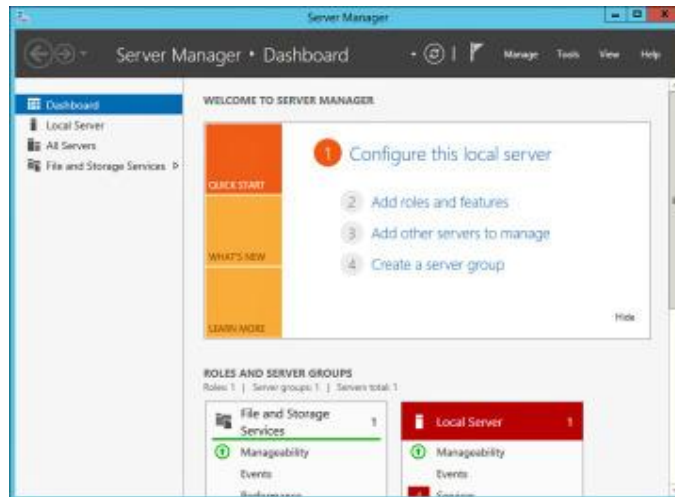 Server Manager
Server Manager • Dashboard
Manage Tools View Help
Dashboard
Local Server
All Servers
File and Storage Services
WELCOME TO SERVER MANAGER
QUICK START
WHAT'S NEW
LEARN MORE
1 Configure this local server
2 Add roles and features
3 Add other servers to manage
4 Create a server group
Hide
ROLES AND SERVER GROUPS
Roles: 1 | Server groups: 1 | Servers total: 1
File and Storage Services 1
Manageability
Events
Performance
Local Server 1
Manageability
Events
Services